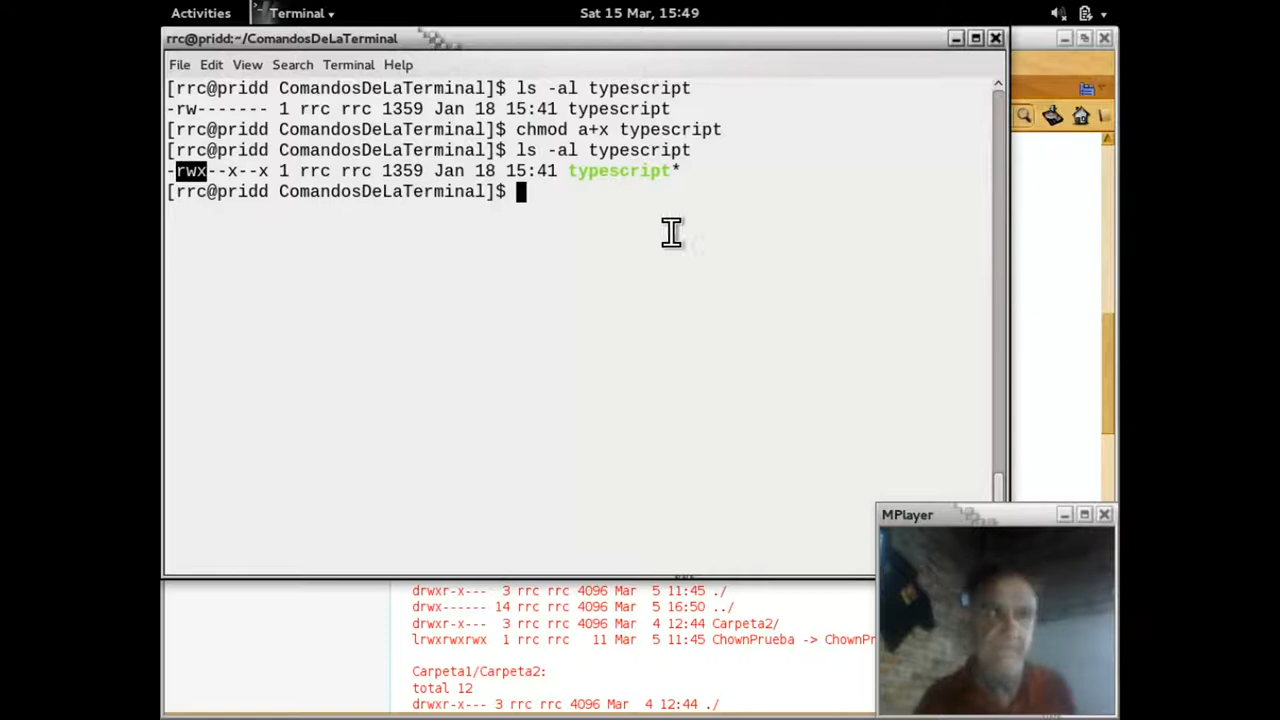 Activities
Terminal
Sat 15 Mar, 15:49
rrc@pridd:~/ComandosDeLaTerminal
File Edit View Search Terminal Help
[rrc@pridd ComandosDeLaTerminal]$ ls -al typescript
-rw------- 1 rrc rrc 1359 Jan 18 15:41 typescript
[rrc@pridd ComandosDeLaTerminal]$ chmod a+x typescript
[rrc@pridd ComandosDeLaTerminal]$ ls -al typescript
-rwx--x--x 1 rrc rrc 1359 Jan 18 15:41 typescript*
[rrc@pridd ComandosDeLaTerminal]$
MPlayer
drwxr-x--- 3 rrc rrc 4096 Mar 5 11:45 ./
drwx------ 14 rrc rrc 4096 Mar 5 16:50 ../
drwxr-x--- 3 rrc rrc 4096 Mar 4 12:44 Carpeta2/
lrwxrwxrwx 1 rrc rrc 11 Mar 5 11:45 ChownPrueba -> ChownPr
Carpeta1/Carpeta2:
total 12
drwxr-x--- 3 rrc rrc 4096 Mar 4 12:44 ./